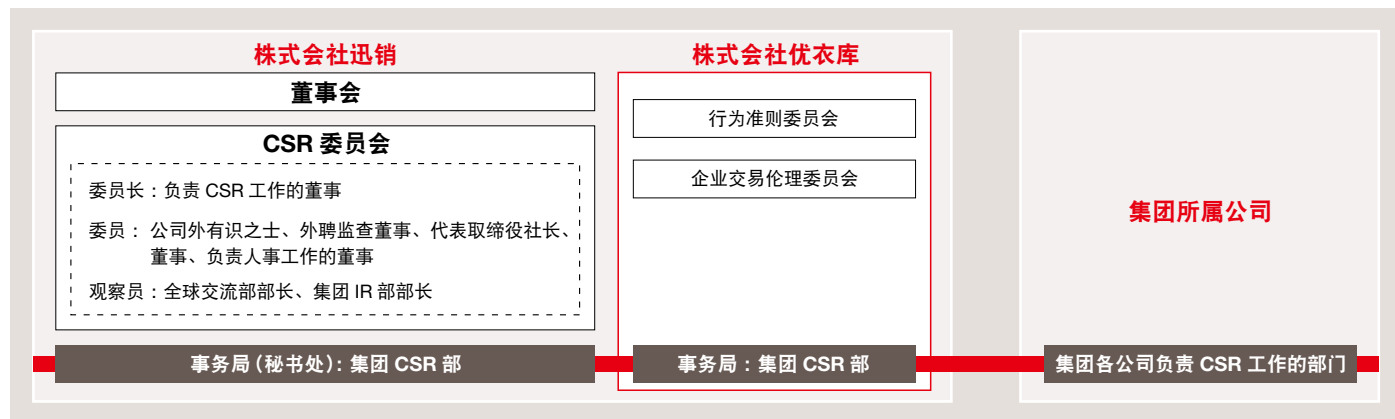 株式会社迅销
董事会
CSR 委员会
委员长：负责 CSR 工作的董事
委员： 公司外有识之士、外聘监查董事、代表取缔役社长、
董事、负责人事工作的董事
观察员：全球交流部部长、集团 IR 部部长
事务局（秘书处）：集团 CSR 部
株式会社优衣库
行为准则委员会
企业交易伦理委员会
事务局：集团 CSR 部
集团所属公司
集团各公司负责 CSR 工作的部门